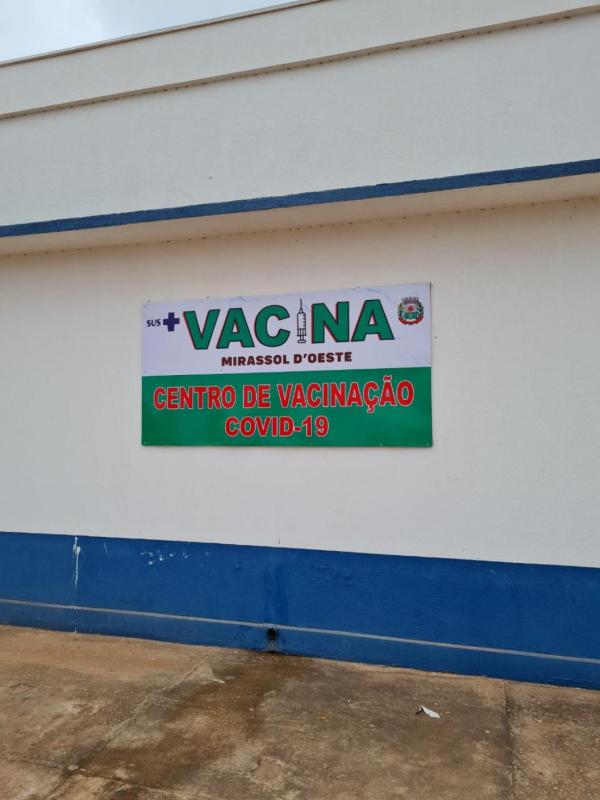 SUS
VACINA
MIRASSOL D'OESTE
CENTRO DE VACINAÇÃO
COVID-19